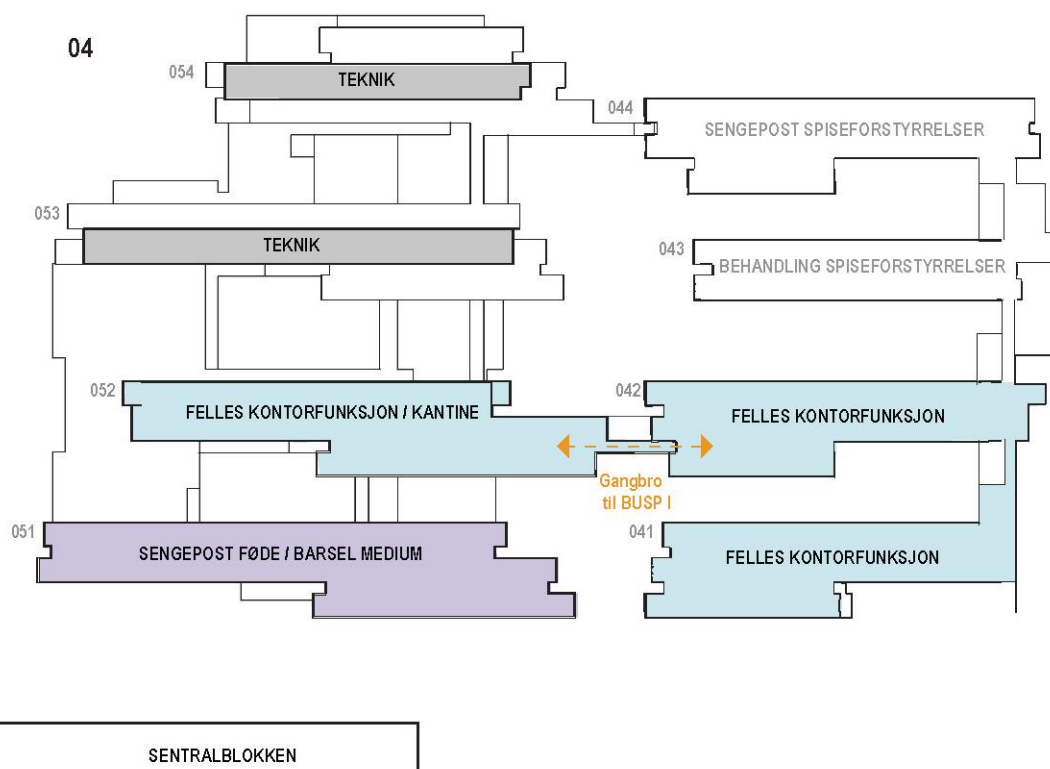 04
054
TEKNIK
044
SENGEPOST SPISEFORSTYRRELSER
053
TEKNIK
043
BEHANDLING SPISEFORSTYRRELSER
052
FELLES KONTORFUNKSJON / KANTINE
042
FELLES KONTORFUNKSJON
Gangbro
til BUSP I
051
SENGEPOST FØDE / BARSEL MEDIUM
041
FELLES KONTORFUNKSJON
SENTRALBLOKKEN